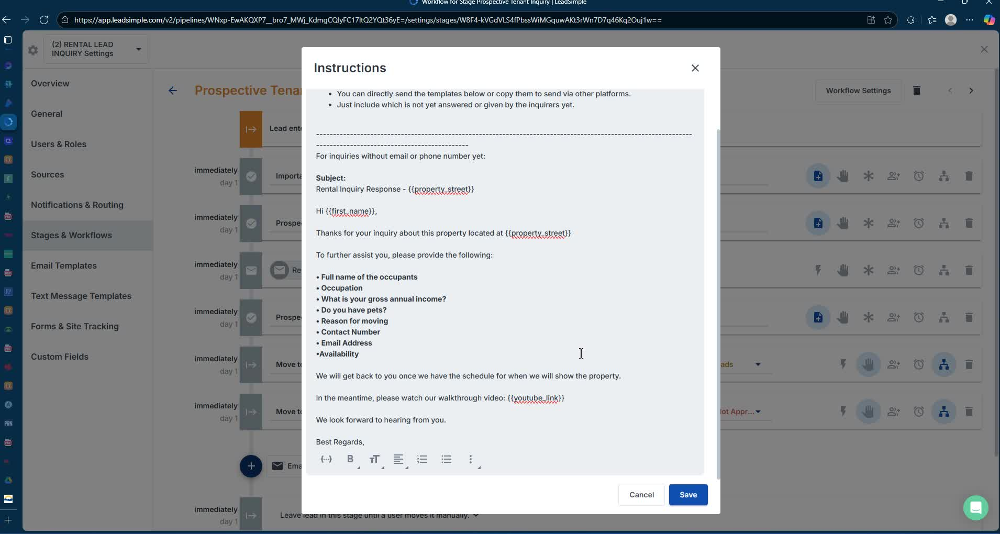 Workflow for Stage Prospective Tenant Inquiry | LeadSimple
https://app.leadsimple.com/v2/pipelines/WNxp-EwAKQXP7__bro7_MWj_KdmgCQlyFC17ItQ2YQt36yE=/settings/stages/W8F4-kVGdVLS4fPbssWiMGquwAKt3rWn7D7q46Kq2Ouj1w==
(2) RENTAL LEAD
INQUIRY Settings
Overview
General
Users & Roles
Sources
Notifications & Routing
Stages & Workflows
Email Templates
Text Message Templates
Forms & Site Tracking
Custom Fields
Prospective Tena
Workflow Settings
Lead ente
immediately
day 1
Importa
immediately
day 1
Prospe
immediately
day 1
Re
immediately
day 1
Prospe
immediately
day 1
Move to
ads
immediately
day 1
Move to
lot Appr...
Ema
immediately
day 1
Leave lead in this stage until a user moves it manually.
Instructions
• You can directly send the templates below or copy them to send via other platforms.
• Just include which is not yet answered or given by the inquirers yet.
--------------------------------------------------------------------------------------------------------------
---------------------------------------------
For inquiries without email or phone number yet:
Subject:
Rental Inquiry Response - {{property_street}}
Hi {{first_name}},
Thanks for your inquiry about this property located at {{property_street}}
To further assist you, please provide the following:
• Full name of the occupants
• Occupation
• What is your gross annual income?
• Do you have pets?
• Reason for moving
• Contact Number
• Email Address
•Availability
We will get back to you once we have the schedule for when we will show the property.
In the meantime, please watch our walkthrough video: {{youtube_link}}
We look forward to hearing from you.
Best Regards,
Cancel
Save
PRN